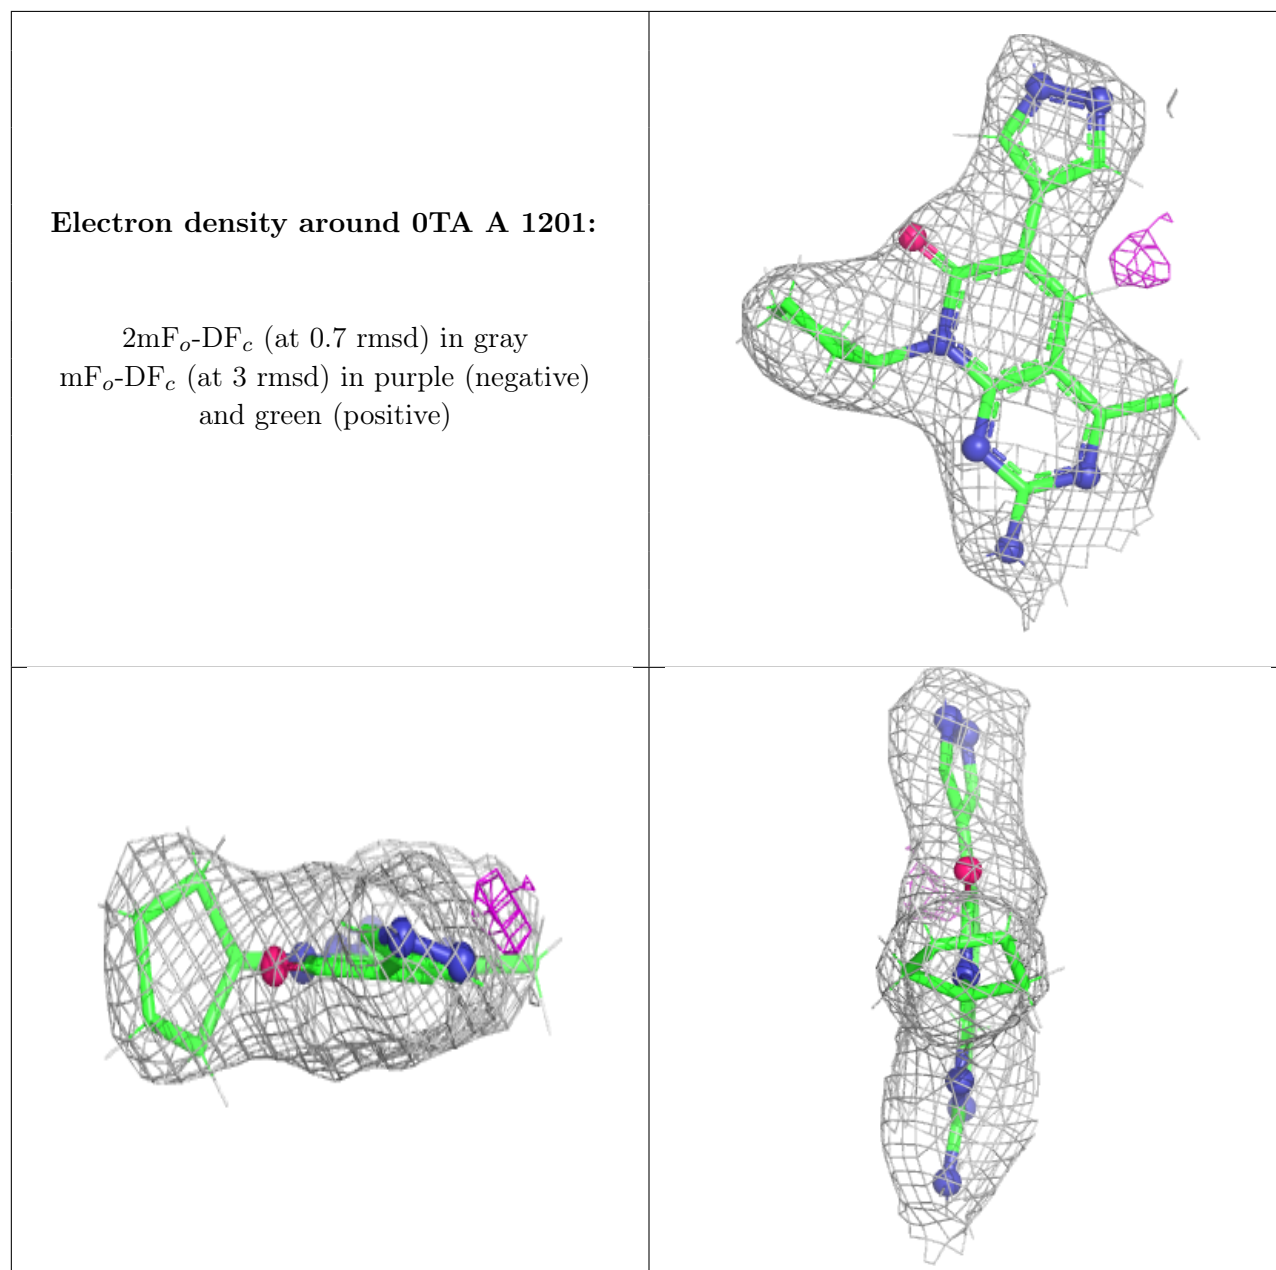 Electron density around 0TA A 1201:
2mFo-DFc (at 0.7 rmsd) in gray
mFo-DFc (at 3 rmsd) in purple (negative)
and green (positive)